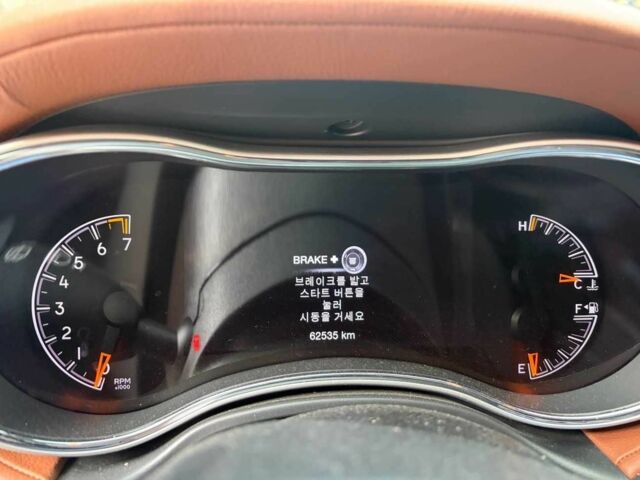 7
6
5
4
3
2
1
0
RPM
x1000
BRAKE +
브레이크를 밟고
스타트 버튼을
눌러
시동을 거세요
62535 km
H
C
F
E